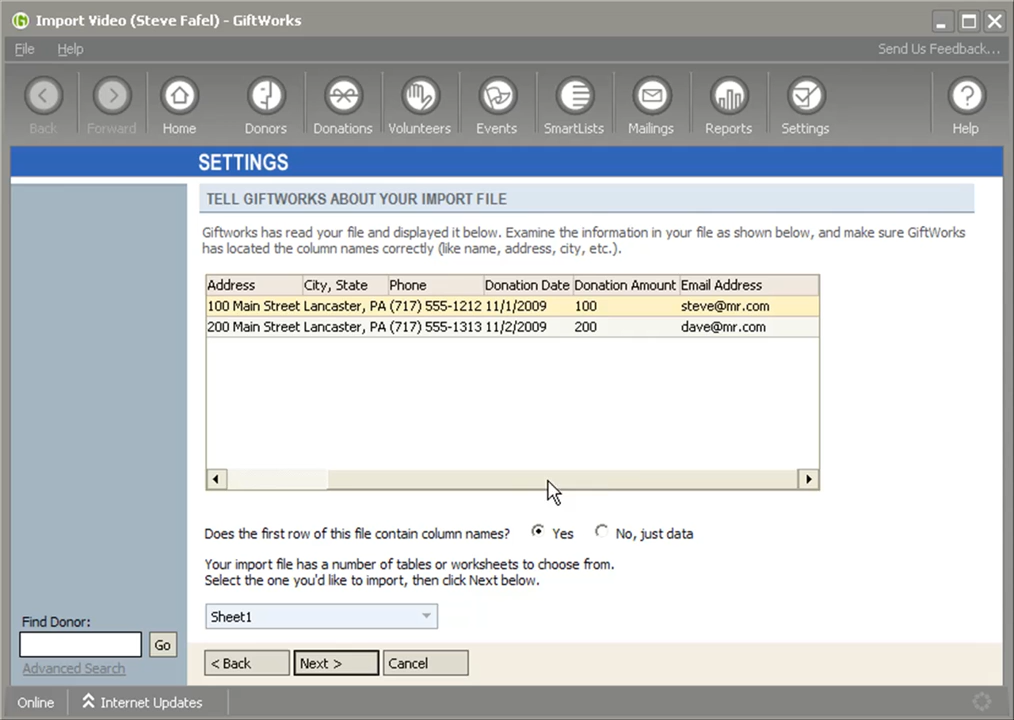 Import Video (Steve Fafel) - GiftWorks
File Help Send Us Feedback...
Back Forward Home Donors Donations Volunteers Events SmartLists Mailings Reports Settings Help
SETTINGS
TELL GIFTWORKS ABOUT YOUR IMPORT FILE
Giftworks has read your file and displayed it below. Examine the information in your file as shown below, and make sure GiftWorks
has located the column names correctly (like name, address, city, etc.).
Address City, State Phone Donation Date Donation Amount Email Address
100 Main Street Lancaster, PA (717) 555-1212 11/1/2009 100 steve@mr.com
200 Main Street Lancaster, PA (717) 555-1313 11/2/2009 200 dave@mr.com
Does the first row of this file contain column names? Yes No, just data
Your import file has a number of tables or worksheets to choose from.
Select the one you'd like to import, then click Next below.
Sheet1
Find Donor:
Go
Advanced Search
< Back Next > Cancel
Online Internet Updates